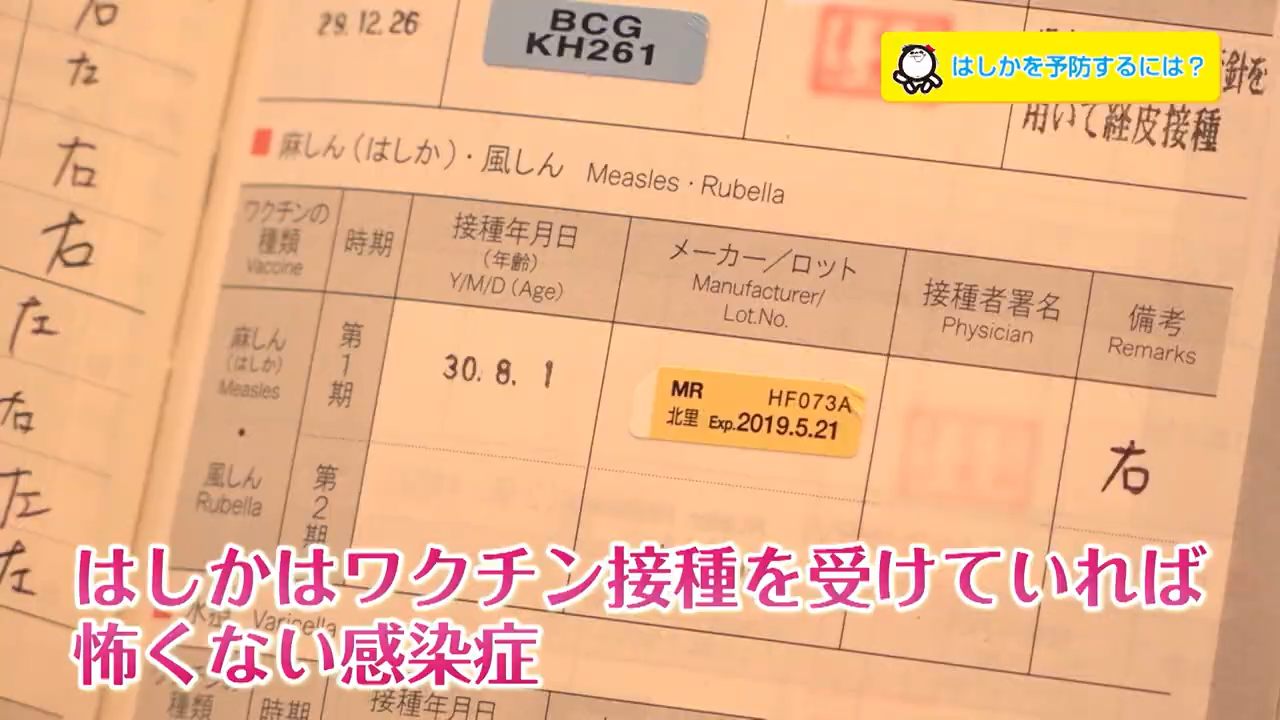 右
29.12.26
BCG
KH261
はしかを予防するには？
左
針を
用いて経皮接種
右
■ 麻しん（はしか）・風しん Measles・Rubella
右
ワクチンの
種類
Vaccine
時期
接種年月日
（年齢）
Y/M/D (Age)
メーカー／ロット
Manufacturer/
Lot.No.
接種者署名
Physician
備考
Remarks
左
麻しん
（はしか）
Measles
・
風しん
Rubella
第1期
30. 8. 1
MR HF073A
北里 Exp.2019.5.21
右
右
左
第2期
左
はしかはワクチン接種を受けていれば
怖くない感染症
Varicella
種類
時期
接種年月日